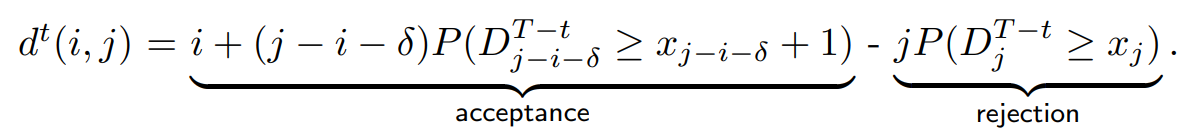 d^t(i, j) = i + (j − i − δ)P(D^{T−t}_{j−i−δ} ≥ x_{j−i−δ} + 1) - jP(D^{T−t}_j ≥ x_j) .
acceptance rejection